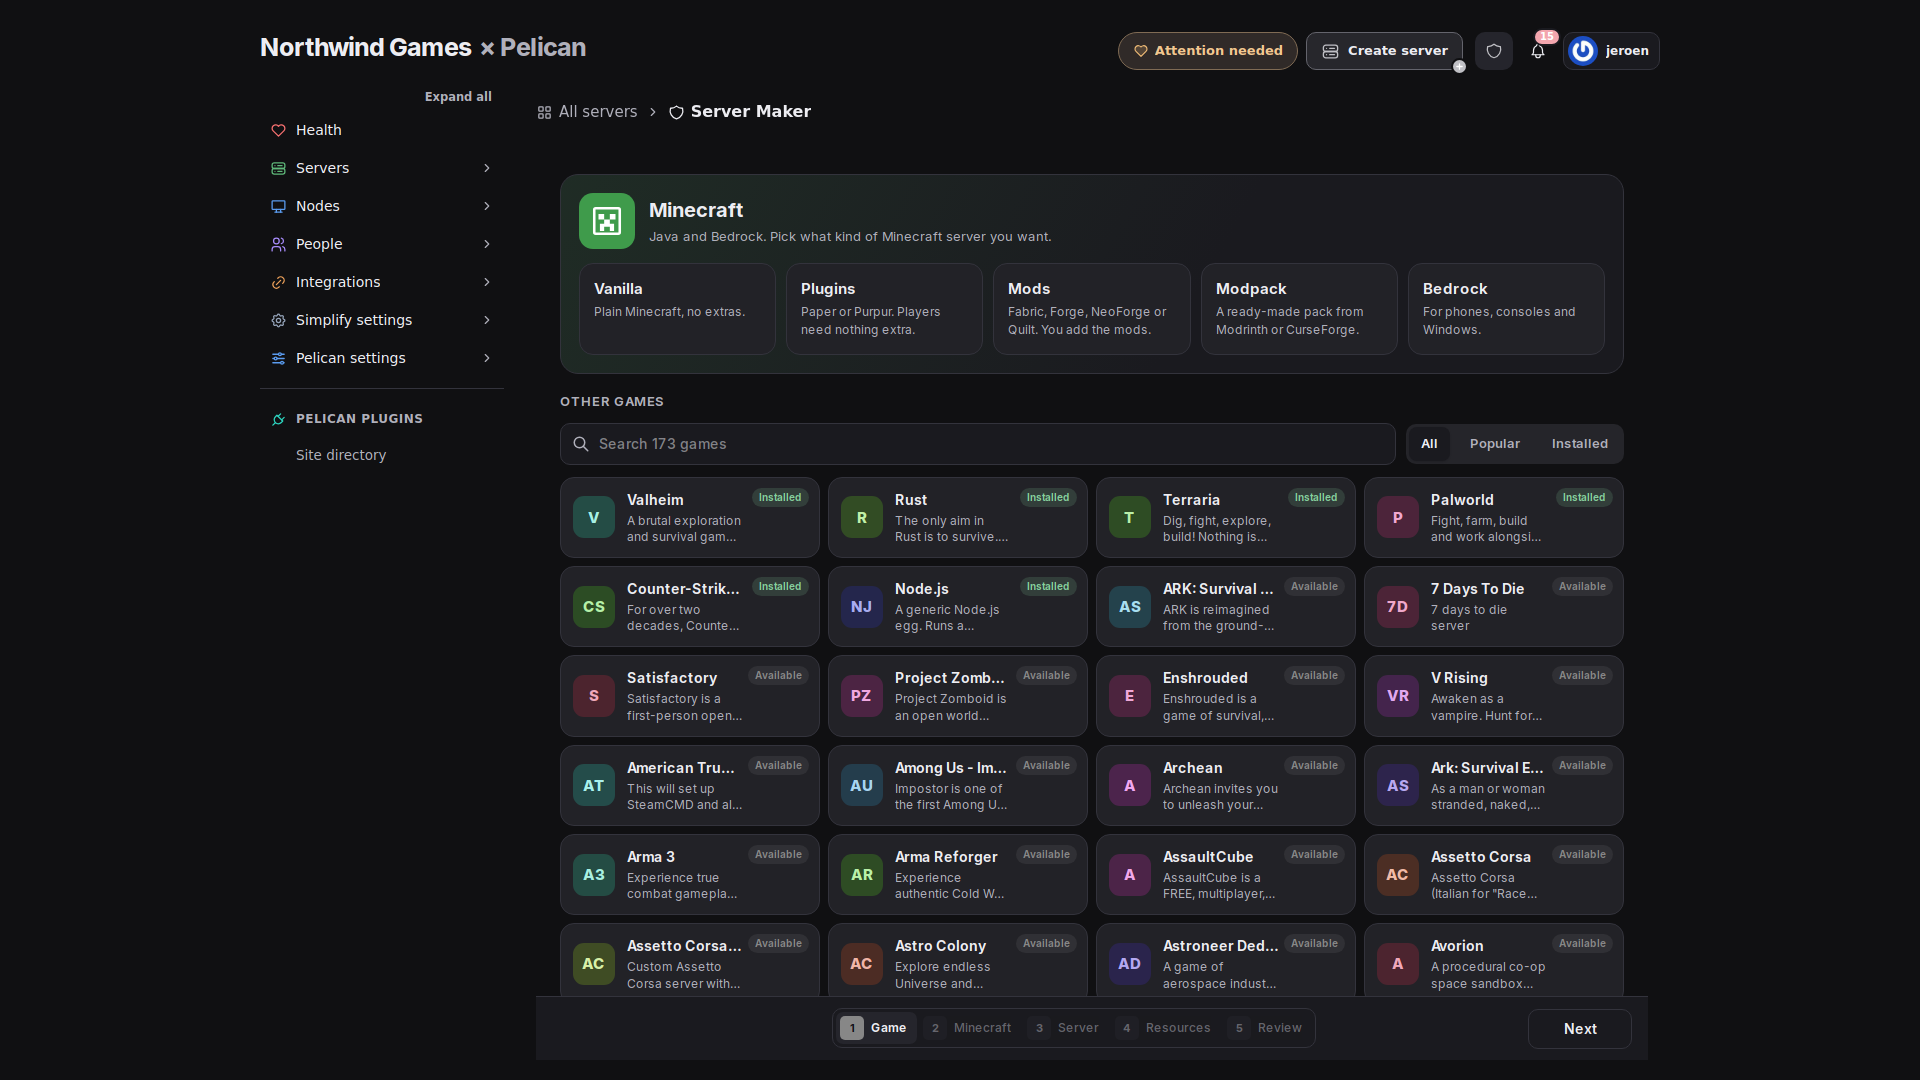 Northwind Games × Pelican
Attention needed
Create server
15
jeroen
Expand all
Health
Servers
Nodes
People
Integrations
Simplify settings
Pelican settings
PELICAN PLUGINS
Site directory
All servers > Server Maker
Minecraft
Java and Bedrock. Pick what kind of Minecraft server you want.
Vanilla
Plain Minecraft, no extras.
Plugins
Paper or Purpur. Players
need nothing extra.
Mods
Fabric, Forge, NeoForge or
Quilt. You add the mods.
Modpack
A ready-made pack from
Modrinth or CurseForge.
Bedrock
For phones, consoles and
Windows.
OTHER GAMES
Search 173 games
All
Popular
Installed
V
Valheim
Installed
A brutal exploration
and survival gam...
R
Rust
Installed
The only aim in
Rust is to survive....
T
Terraria
Installed
Dig, fight, explore,
build! Nothing is...
P
Palworld
Installed
Fight, farm, build
and work alongsi...
CS
Counter-Strik...
Installed
For over two
decades, Counte...
NJ
Node.js
Installed
A generic Node.js
egg. Runs a...
AS
ARK: Survival ...
Available
ARK is reimagined
from the ground-...
7D
7 Days To Die
Available
7 days to die
server
S
Satisfactory
Available
Satisfactory is a
first-person open...
PZ
Project Zomb...
Available
Project Zomboid is
an open world...
E
Enshrouded
Available
Enshrouded is a
game of survival,...
VR
V Rising
Available
Awaken as a
vampire. Hunt for...
AT
American Tru...
Available
This will set up
SteamCMD and al...
AU
Among Us - Im...
Available
Impostor is one of
the first Among U...
A
Archean
Available
Archean invites you
to unleash your...
AS
Ark: Survival E...
Available
As a man or woman
stranded, naked,...
A3
Arma 3
Available
Experience true
combat gamepla...
AR
Arma Reforger
Available
Experience
authentic Cold W...
A
AssaultCube
Available
AssaultCube is a
FREE, multiplayer,...
AC
Assetto Corsa
Available
Assetto Corsa
(Italian for "Race...
AC
Assetto Corsa...
Available
Custom Assetto
Corsa server with...
AC
Astro Colony
Available
Explore endless
Universe and...
AD
Astroneer Ded...
Available
A game of
aerospace indust...
A
Avorion
Available
A procedural co-op
space sandbox...
1 Game
2 Minecraft
3 Server
4 Resources
5 Review
Next